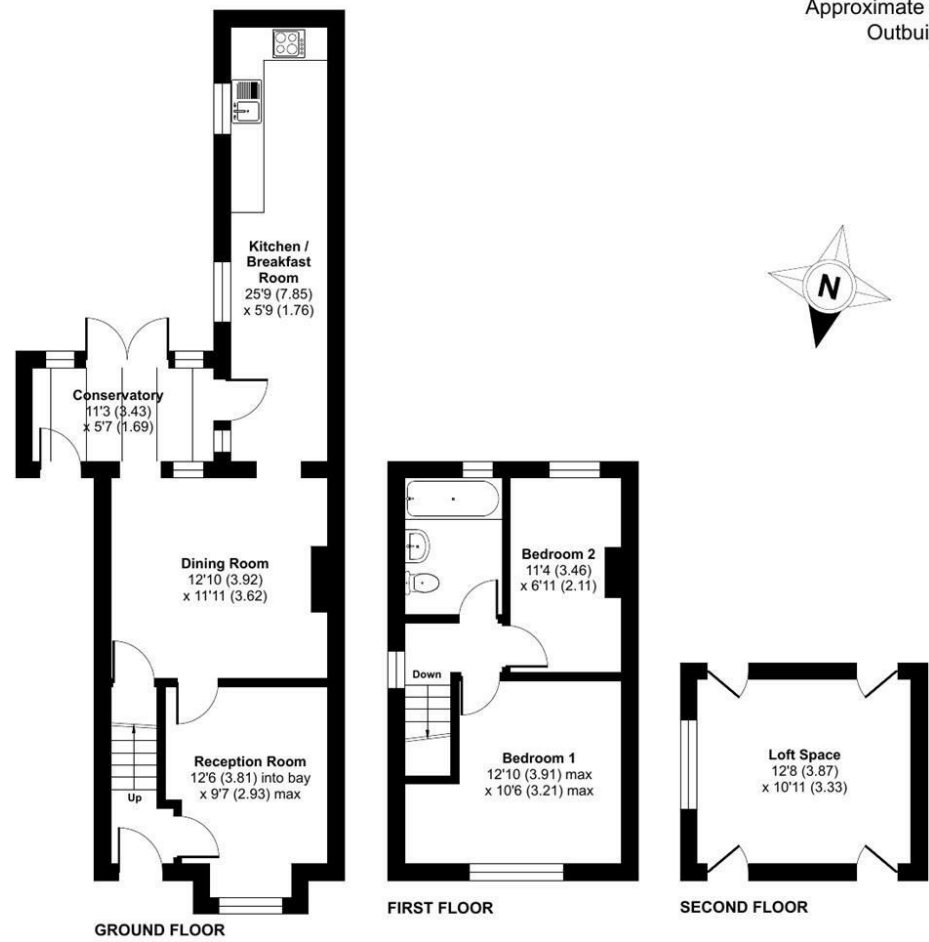 Approximate
Outbui
Kitchen /
Breakfast
Room
25'9 (7.85)
x 5'9 (1.76)
N
Conservatory
11'3 (3.43)
x 5'7 (1.69)
Dining Room
12'10 (3.92)
x 11'11 (3.62)
Bedroom 2
11'4 (3.46)
x 6'11 (2.11)
Down
Up
Reception Room
12'6 (3.81) into bay
x 9'7 (2.93) max
Bedroom 1
12'10 (3.91) max
x 10'6 (3.21) max
Loft Space
12'8 (3.87)
x 10'11 (3.33)
GROUND FLOOR
FIRST FLOOR
SECOND FLOOR